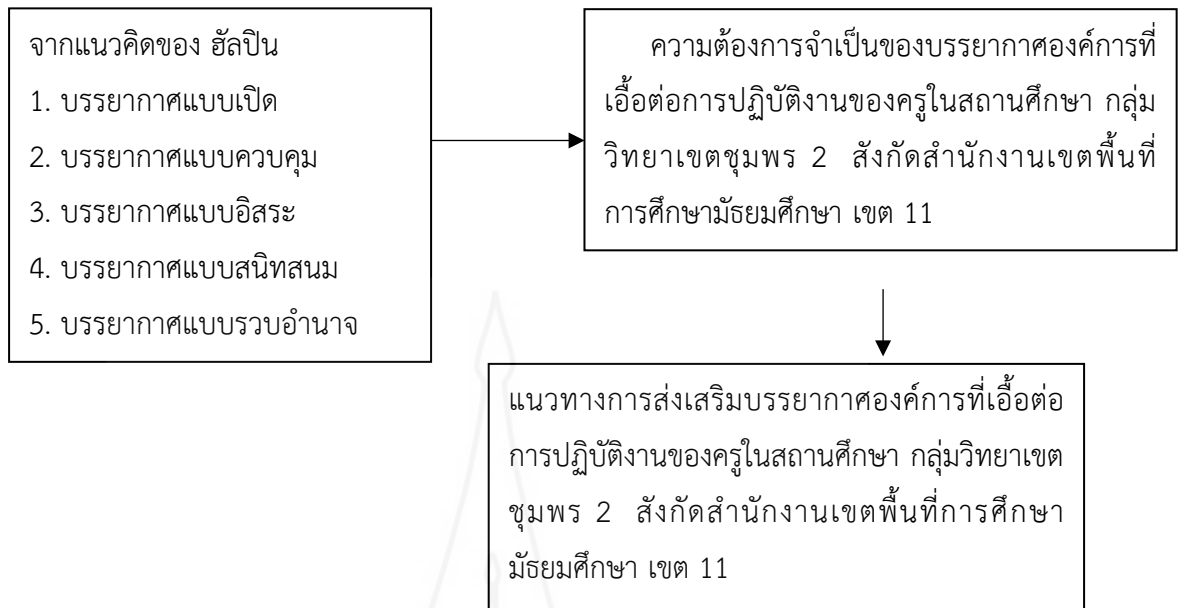 จากแนวคิดของ ฮัลปิน
1. บรรยากาศแบบเปิด
2. บรรยากาศแบบควบคุม
3. บรรยากาศแบบอิสระ
4. บรรยากาศแบบสนิทสนม
5. บรรยากาศแบบรวบอำนาจ
ความต้องการจำเป็นของบรรยากาศองค์การที่
เอื้อต่อการปฏิบัติงานของครูในสถานศึกษา กลุ่ม
วิทยาเขตชุมพร 2 สังกัดสำนักงานเขตพื้นที่
การศึกษามัธยมศึกษา เขต 11
แนวทางการส่งเสริมบรรยากาศองค์การที่เอื้อต่อ
การปฏิบัติงานของครูในสถานศึกษา กลุ่มวิทยาเขต
ชุมพร 2 สังกัดสำนักงานเขตพื้นที่การศึกษา
มัธยมศึกษา เขต 11